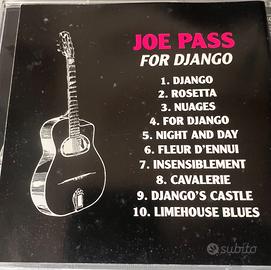 JOE PASS
FOR DJANGO
1. DJANGO
2. ROSETTA
3. NUAGES
4. FOR DJANGO
5. NIGHT AND DAY
6. FLEUR D'ENNUI
7. INSENSIBLEMENT
8. CAVALERIE
9. DJANGO'S CASTLE
10. LIMEHOUSE BLUES
subito